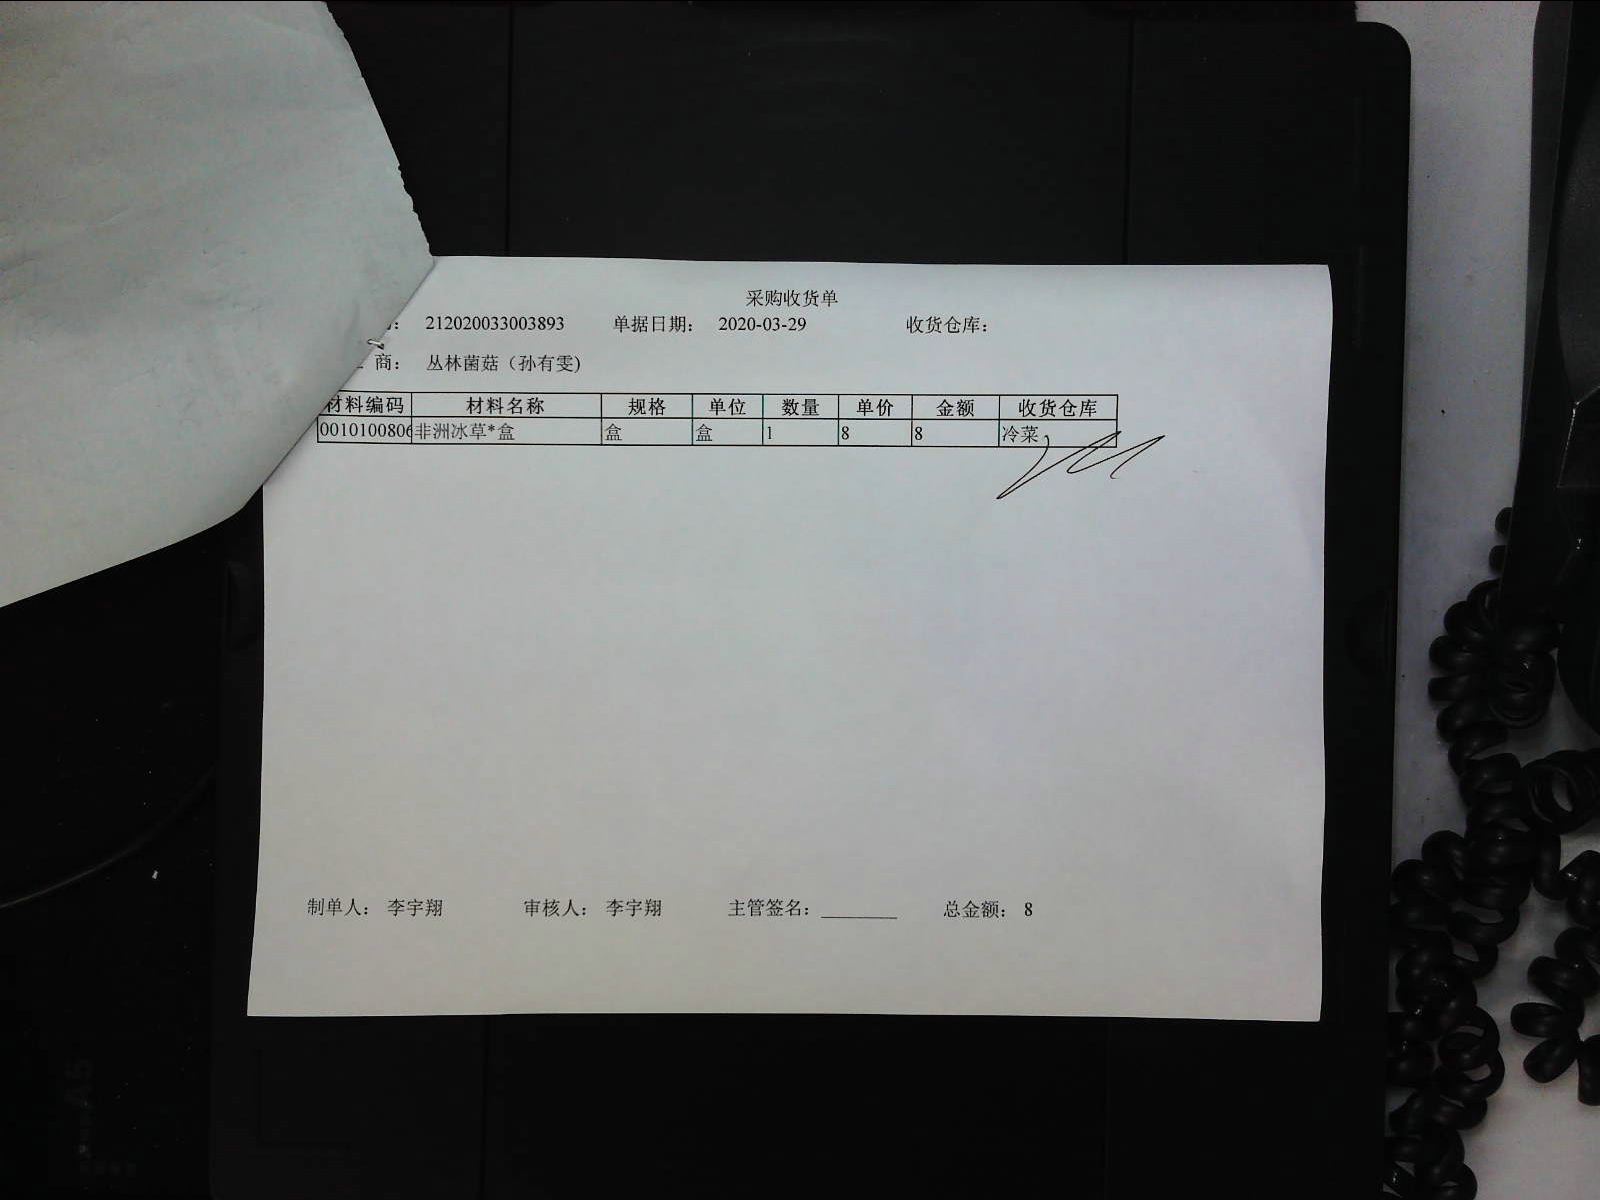 采购收货单
: 212020033003893 单据日期: 2020-03-29 收货仓库:
商: 丛林菌菇（孙有雯)
材料编码 材料名称 规格 单位 数量 单价 金额 收货仓库
0010100806 非洲冰草*盒 盒 盒 1 8 8 冷菜
制单人: 李宇翔 审核人: 李宇翔 主管签名: ________ 总金额: 8